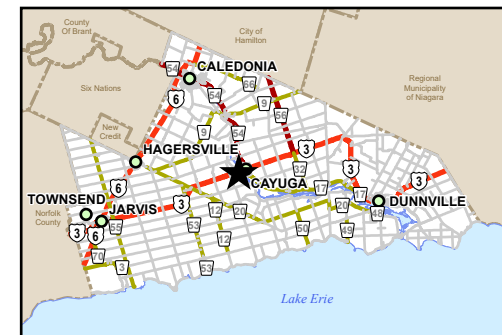 County
Of Brant
City of
Hamilton
54
CALEDONIA
66
Six Nations
6
54
9
56
Regional
Municipality
of Niagara
New
Credit
9
54
HAGERSVILLE
3
3
3
32
CAYUGA
6
17
17
TOWNSEND
3
12
20
20
DUNNVILLE
JARVIS
48
Norfolk
County
3
6
55
53
12
50
49
70
3
53
Lake Erie